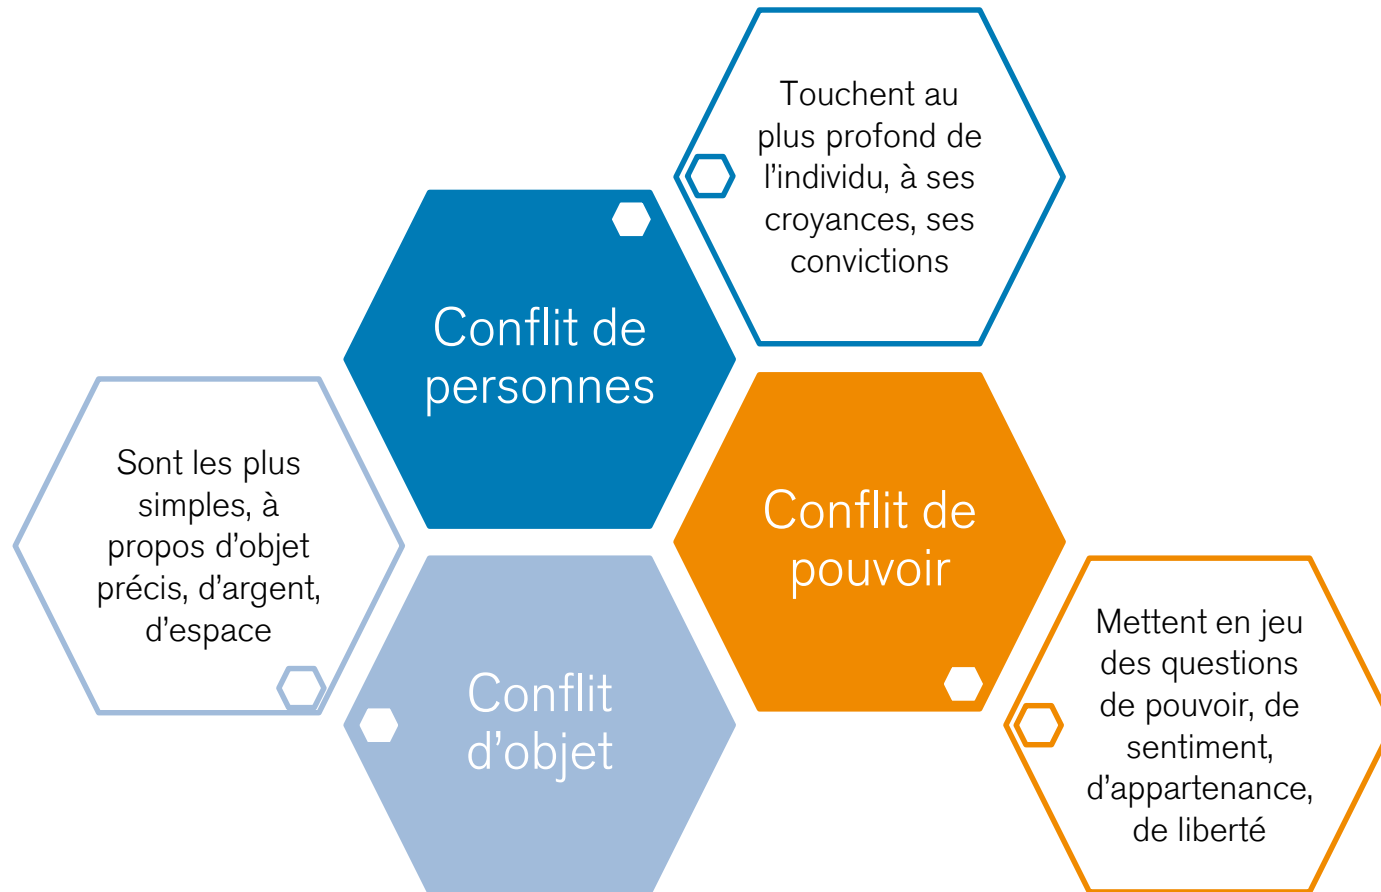 Touchent au
plus profond de
l'individu, à ses
croyances, ses
convictions
Conflit de
personnes
Sont les plus
simples, à
propos d'objet
précis, d'argent,
d'espace
Conflit de
pouvoir
Conflit
d'objet
Mettent en jeu
des questions
de pouvoir, de
sentiment,
d'appartenance,
de liberté